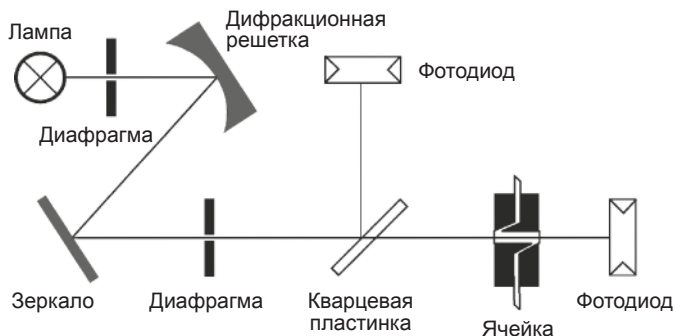 Лампа
Дифракционная
решетка
Фотодиод
Диафрагма
Зеркало
Диафрагма
Кварцевая
пластинка
Ячейка
Фотодиод